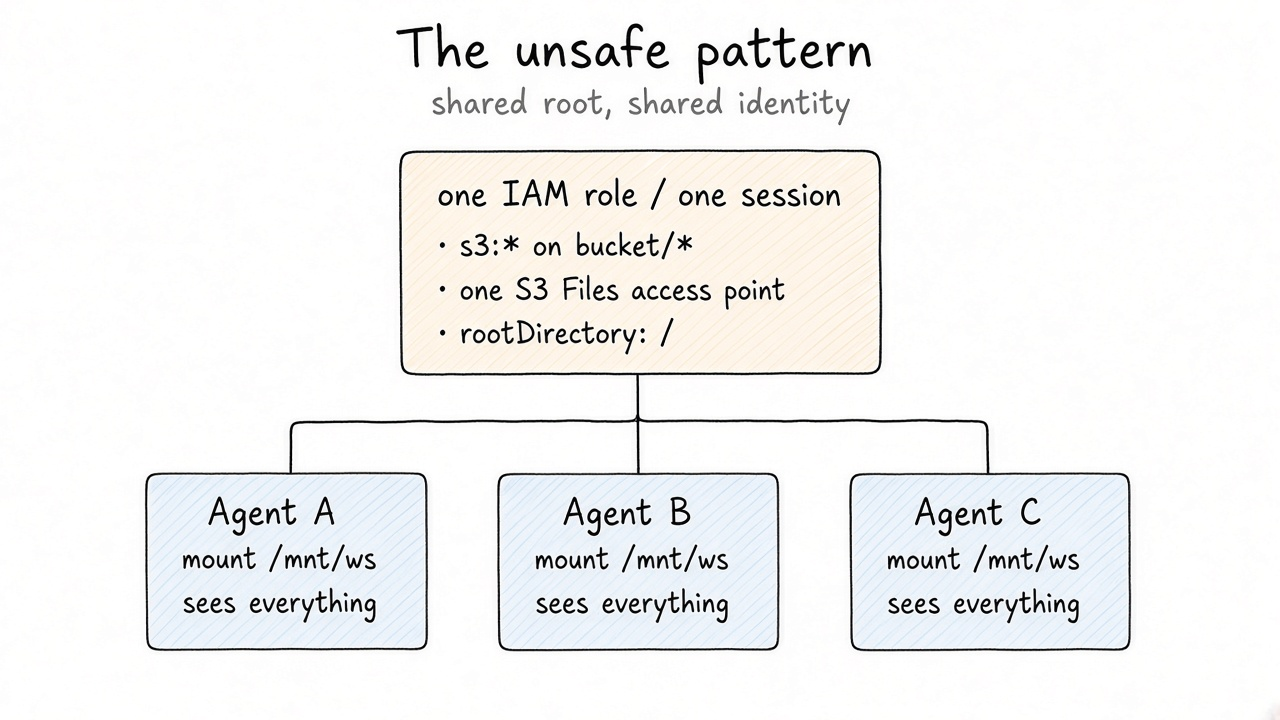 The unsafe pattern
shared root, shared identity
one IAM role / one session
• s3:* on bucket/*
• one S3 Files access point
• rootDirectory: /
Agent A
mount /mnt/ws
sees everything
Agent B
mount /mnt/ws
sees everything
Agent C
mount /mnt/ws
sees everything